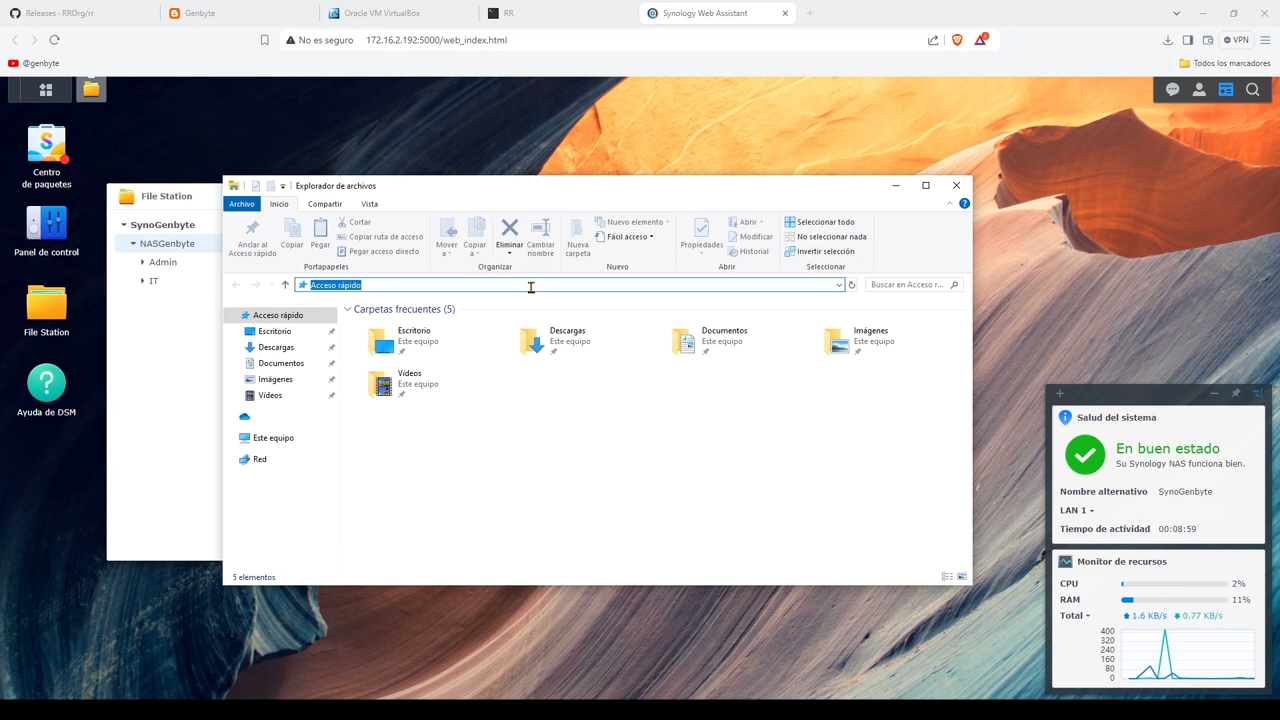 Releases - RROrg/rr
Genbyte
Oracle VM VirtualBox
RR
Synology Web Assistant
No es seguro 172.16.2.192:5000/web_index.html
VPN
@genbyte
Todos los marcadores
Centro
de paquetes
Panel de control
File Station
Ayuda de DSM
File Station
SynoGenbyte
NASGenbyte
Admin
IT
Explorador de archivos
Archivo Inicio Compartir Vista
Anclar al
Acceso rápido
Copiar
Pegar
Cortar
Copiar ruta de acceso
Pegar acceso directo
Portapapeles
Mover
a
Copiar
a
Eliminar
Cambiar
nombre
Organizar
Nueva
carpeta
Nuevo elemento
Fácil acceso
Nuevo
Propiedades
Abrir
Modificar
Historial
Abrir
Seleccionar todo
No seleccionar nada
Invertir selección
Seleccionar
Acceso rápido
Buscar en Acceso r...
Acceso rápido
Escritorio
Descargas
Documentos
Imágenes
Vídeos
Este equipo
Red
Carpetas frecuentes (5)
Escritorio
Este equipo
Descargas
Este equipo
Documentos
Este equipo
Imágenes
Este equipo
Vídeos
Este equipo
5 elementos
Salud del sistema
En buen estado
Su Synology NAS funciona bien.
Nombre alternativo SynoGenbyte
LAN 1
Tiempo de actividad 00:08:59
Monitor de recursos
CPU 2%
RAM 11%
Total 1.6 KB/s 0.77 KB/s
400
320
240
160
80
0